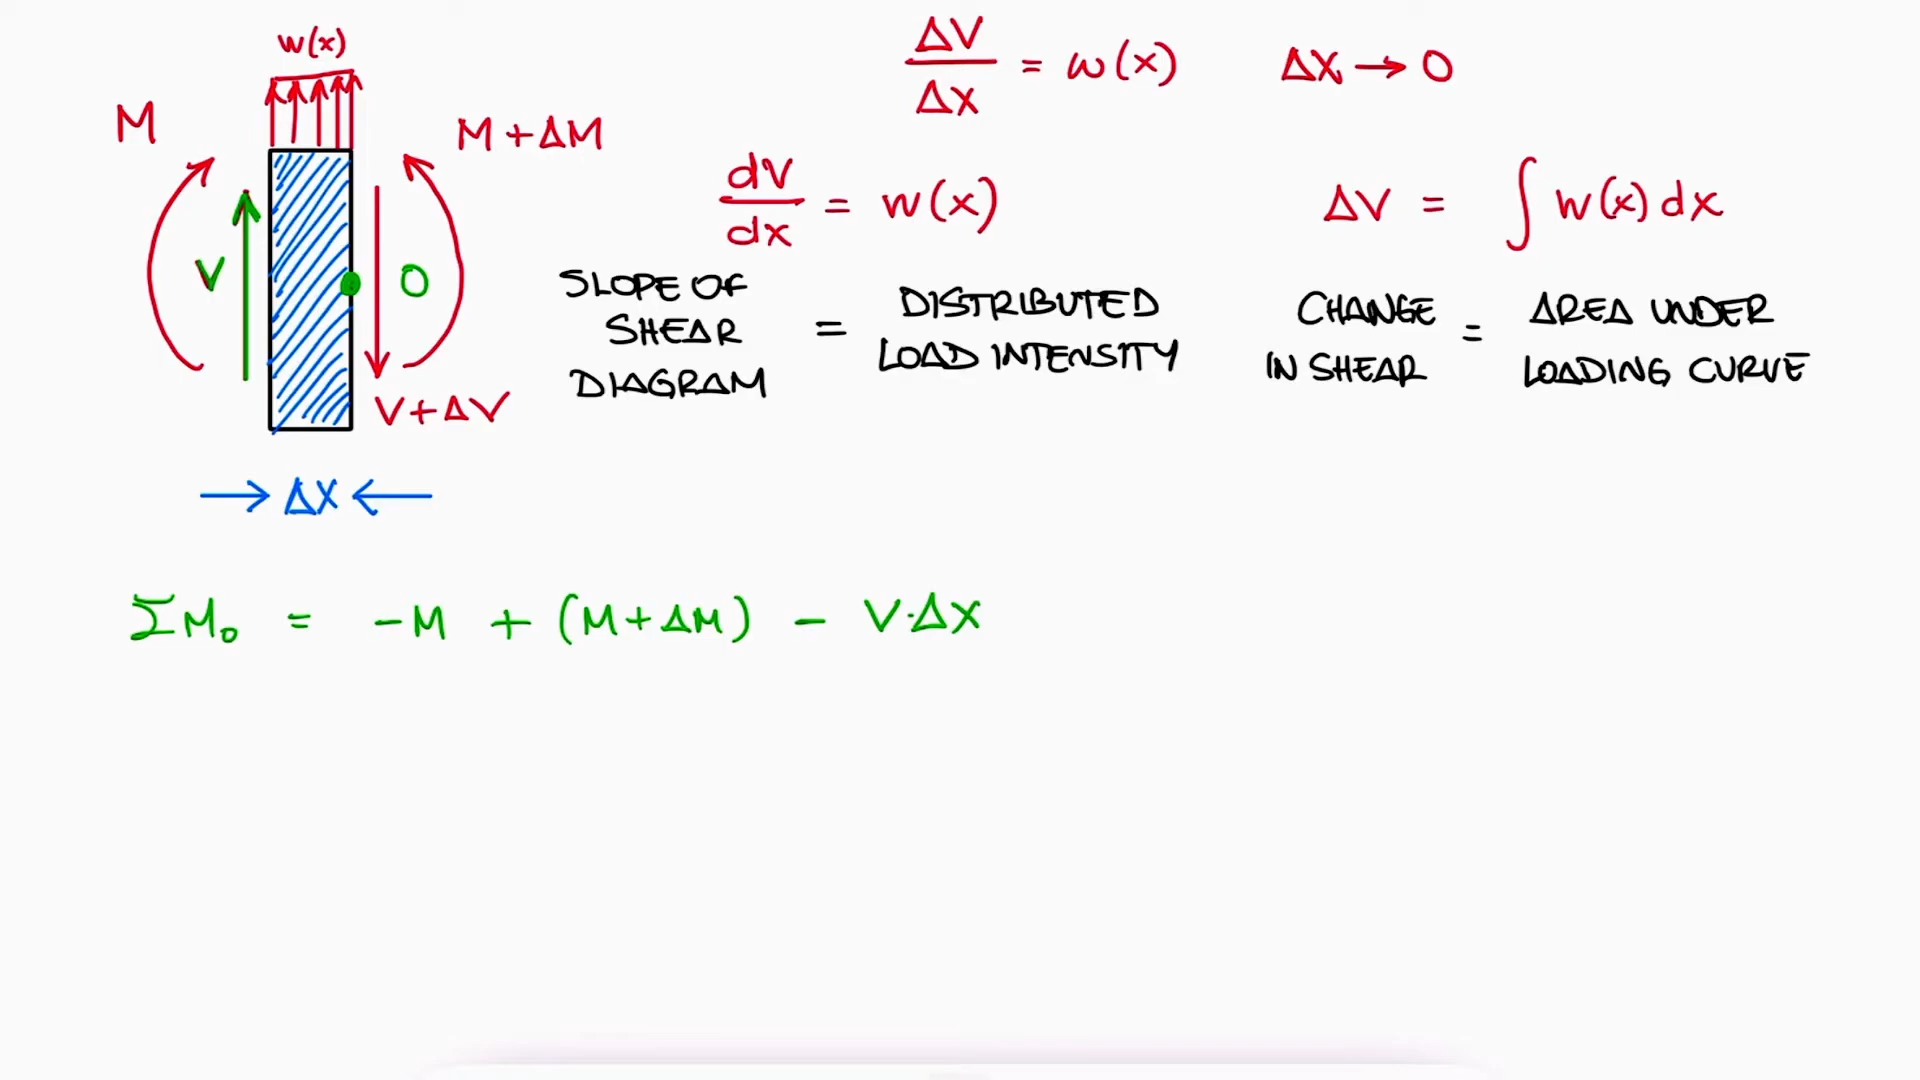 w(x)
M
M + ΔM
V
O
V + ΔV
→ Δx ←
ΔV/Δx = w(x)   Δx → 0
dV/dx = w(x)
SLOPE OF
SHEAR
DIAGRAM
=
DISTRIBUTED
LOAD INTENSITY
ΔV = ∫ w(x) dx
CHANGE
IN SHEAR
=
AREA UNDER
LOADING CURVE
ΣM₀ = -M + (M + ΔM) - V·Δx